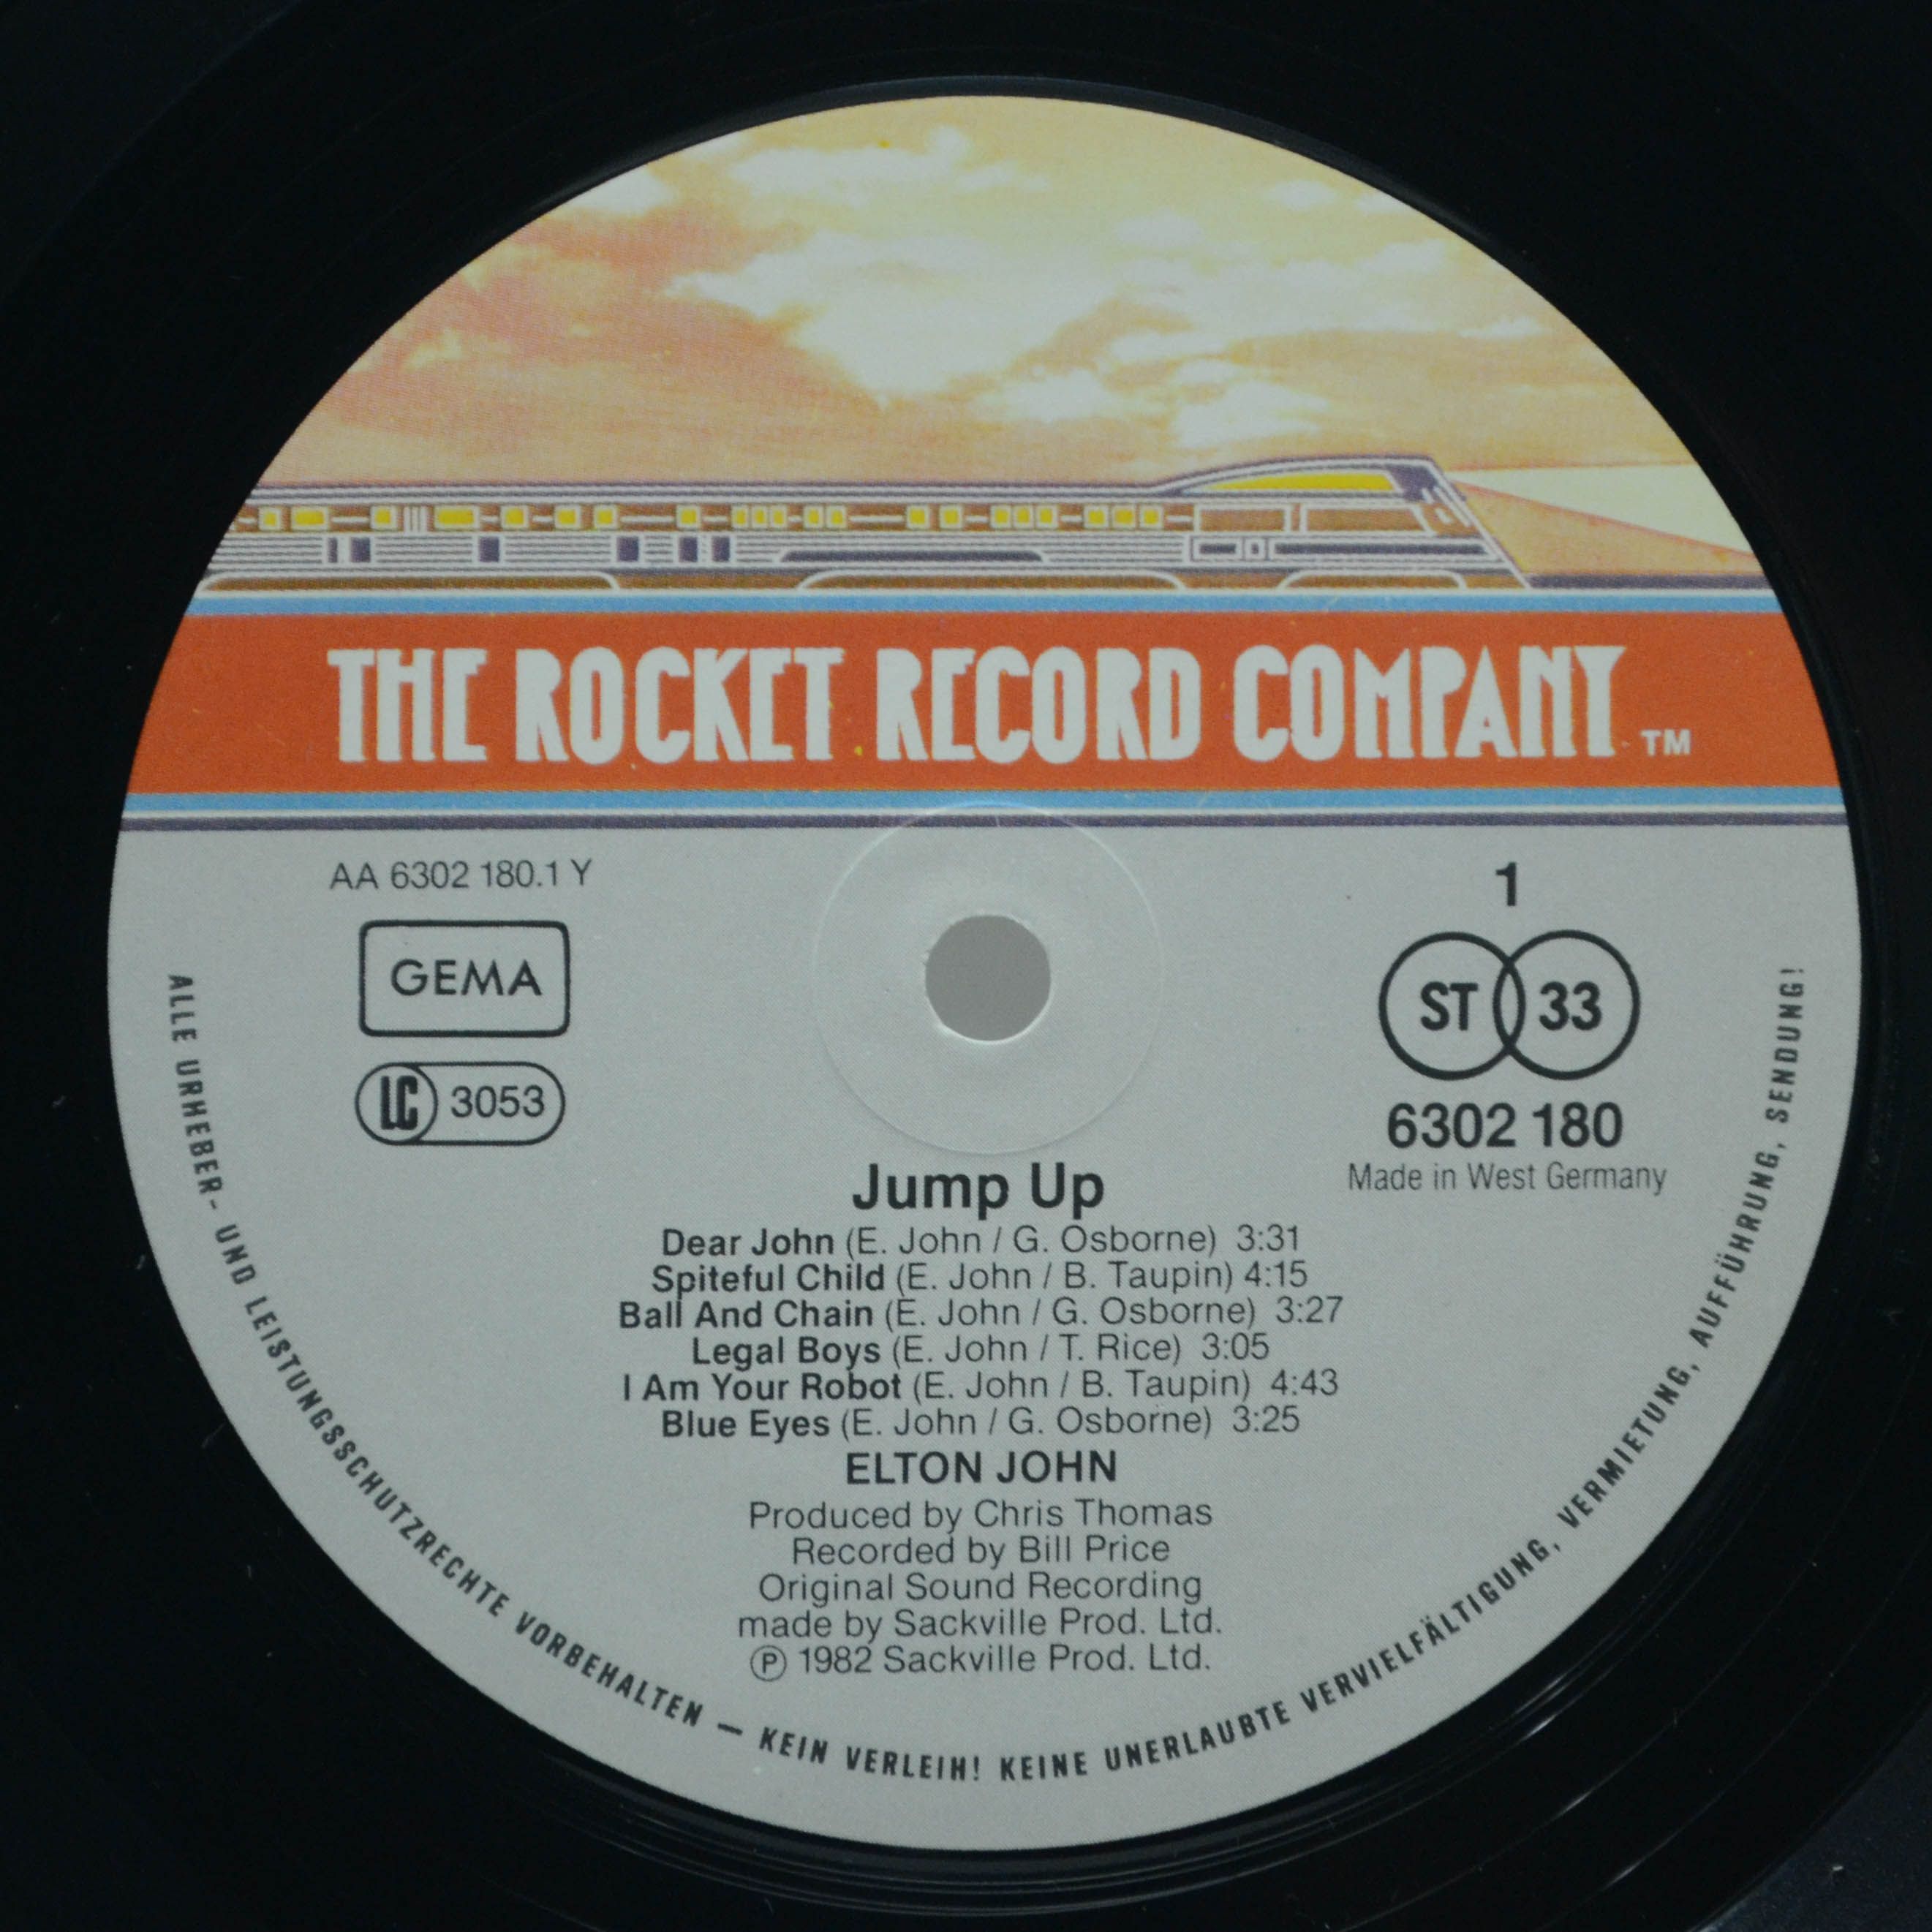 THE ROCKET RECORD COMPANY TM
AA 6302 180.1 Y
GEMA
LC 3053
1
ST 33
6302 180
Made in West Germany
Jump Up
Dear John (E. John / G. Osborne) 3:31
Spiteful Child (E. John / B. Taupin) 4:15
Ball And Chain (E. John / G. Osborne) 3:27
Legal Boys (E. John / T. Rice) 3:05
I Am Your Robot (E. John / B. Taupin) 4:43
Blue Eyes (E. John / G. Osborne) 3:25
ELTON JOHN
Produced by Chris Thomas
Recorded by Bill Price
Original Sound Recording
made by Sackville Prod. Ltd.
℗ 1982 Sackville Prod. Ltd.
ALLE URHEBER- UND LEISTUNGSSCHUTZRECHTE VORBEHALTEN — KEIN VERLEIH! KEINE UNERLAUBTE VERVIELFÄLTIGUNG, VERMIETUNG, AUFFÜHRUNG, SENDUNG!